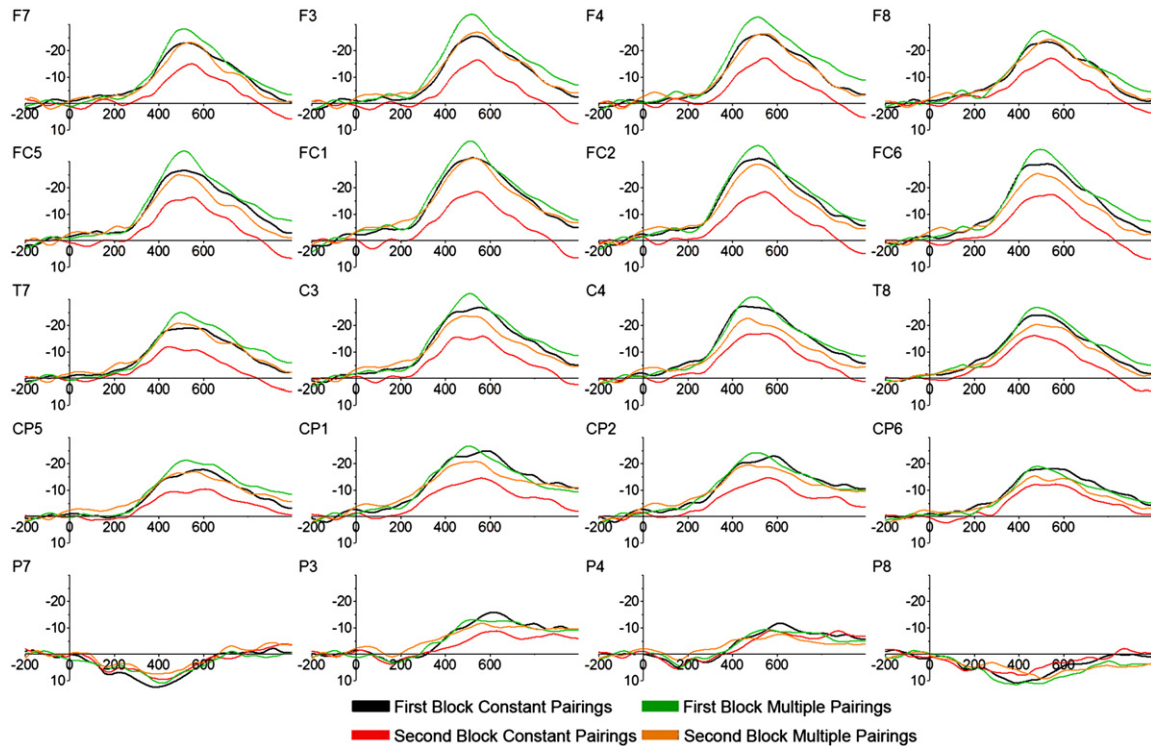 F7 F3 F4 F8
-20 -20 -20 -20
-10 -10 -10 -10
-200 0 200 400 600 -200 0 200 400 600 -200 0 200 400 600 -200 0 200 400 600
10 10 10 10
FC5 FC1 FC2 FC6
-20 -20 -20 -20
-10 -10 -10 -10
-200 0 200 400 600 -200 0 200 400 600 -200 0 200 400 600 -200 0 200 400 600
10 10 10 10
T7 C3 C4 T8
-20 -20 -20 -20
-10 -10 -10 -10
-200 0 200 400 600 -200 0 200 400 600 -200 0 200 400 600 -200 0 200 400 600
10 10 10 10
CP5 CP1 CP2 CP6
-20 -20 -20 -20
-10 -10 -10 -10
-200 0 200 400 600 -200 0 200 400 600 -200 0 200 400 600 -200 0 200 400 600
10 10 10 10
P7 P3 P4 P8
-20 -20 -20 -20
-10 -10 -10 -10
-200 0 200 400 600 -200 0 200 400 600 -200 0 200 400 600 -200 0 200 400 600
10 10 10 10
First Block Constant Pairings First Block Multiple Pairings
Second Block Constant Pairings Second Block Multiple Pairings